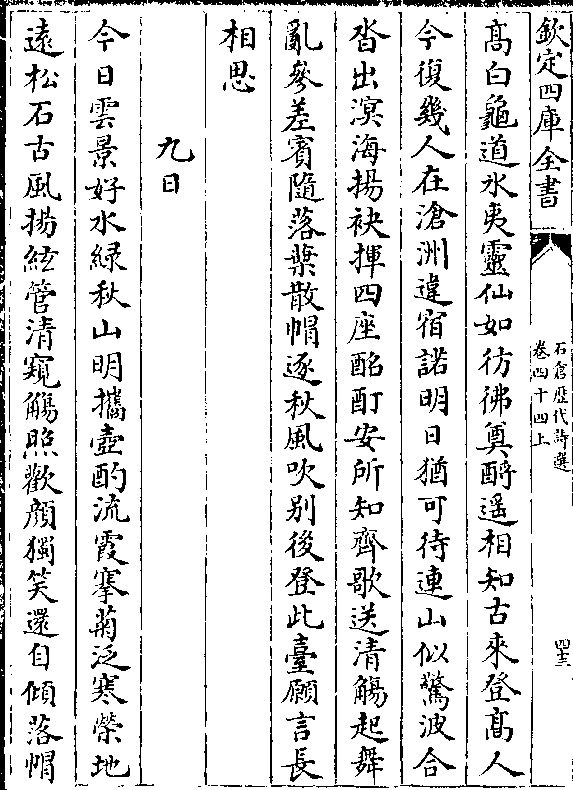 欽定四庫全書
石倉歷代詩選
卷四十四上
四十三
髙白龜道冰夷靈仙如彷彿奠酹遥相知古來登髙人
今復幾人在滄洲違宿諾明日猶可待連山似驚波合
沓出溟海揚袂揮四座酩酊安所知齊歌送清觴起舞
亂參差賓隨落葉散帽逐秋風吹别後登此臺願言長
相思
九日
今日雲景好水緑秋山明攜壺酌流霞搴菊泛寒榮地
遠松石古風揚絃管清窺觴照歡顔獨笑還自傾落帽